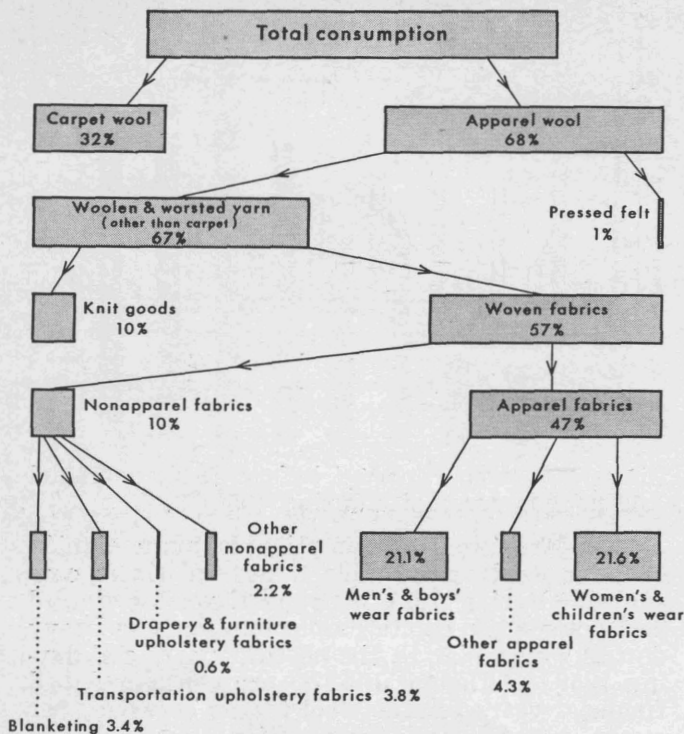 Total consumption
Carpet wool
32%
Apparel wool
68%
Woolen & worsted yarn
(other than carpet)
67%
Pressed felt
1%
Knit goods
10%
Woven fabrics
57%
Nonapparel fabrics
10%
Apparel fabrics
47%
Other
nonapparel
fabrics
2.2%
Drapery & furniture
upholstery fabrics
0.6%
Transportation upholstery fabrics 3.8%
Blanketing 3.4%
21.1%
Men's & boys'
wear fabrics
Other apparel
fabrics
4.3%
21.6%
Women's &
children's wear
fabrics